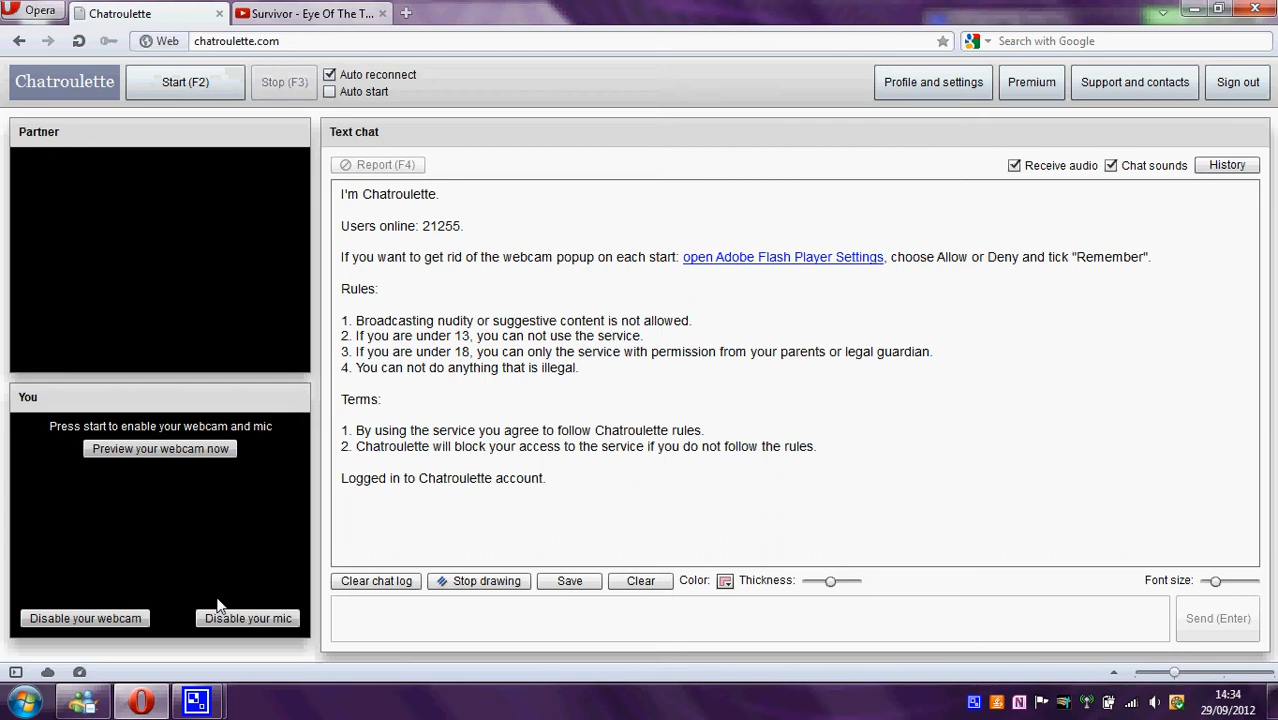 Opera
Chatroulette
Survivor - Eye Of The T...
Web
chatroulette.com
Search with Google
Chatroulette
Start (F2)
Stop (F3)
Auto reconnect
Auto start
Profile and settings
Premium
Support and contacts
Sign out
Partner
Text chat
Report (F4)
Receive audio
Chat sounds
History
I'm Chatroulette.
Users online: 21255.
If you want to get rid of the webcam popup on each start: open Adobe Flash Player Settings, choose Allow or Deny and tick "Remember".
Rules:
1. Broadcasting nudity or suggestive content is not allowed.
2. If you are under 13, you can not use the service.
3. If you are under 18, you can only the service with permission from your parents or legal guardian.
4. You can not do anything that is illegal.
Terms:
1. By using the service you agree to follow Chatroulette rules.
2. Chatroulette will block your access to the service if you do not follow the rules.
Logged in to Chatroulette account.
You
Press start to enable your webcam and mic
Preview your webcam now
Disable your webcam
Disable your mic
Clear chat log
Stop drawing
Save
Clear
Color:
Thickness:
Font size:
Send (Enter)
N
14:34
29/09/2012